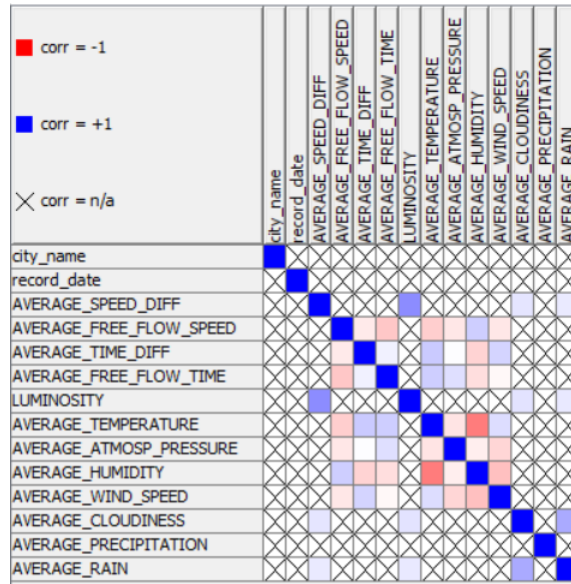 corr = -1
corr = +1
corr = n/a
city_name
record_date
AVERAGE_SPEED_DIFF
AVERAGE_FREE_FLOW_SPEED
AVERAGE_TIME_DIFF
AVERAGE_FREE_FLOW_TIME
LUMINOSITY
AVERAGE_TEMPERATURE
AVERAGE_ATMOSP_PRESSURE
AVERAGE_HUMIDITY
AVERAGE_WIND_SPEED
AVERAGE_CLOUDINESS
AVERAGE_PRECIPITATION
AVERAGE_RAIN
city_name
record_date
AVERAGE_SPEED_DIFF
AVERAGE_FREE_FLOW_SPEED
AVERAGE_TIME_DIFF
AVERAGE_FREE_FLOW_TIME
LUMINOSITY
AVERAGE_TEMPERATURE
AVERAGE_ATMOSP_PRESSURE
AVERAGE_HUMIDITY
AVERAGE_WIND_SPEED
AVERAGE_CLOUDINESS
AVERAGE_PRECIPITATION
AVERAGE_RAIN